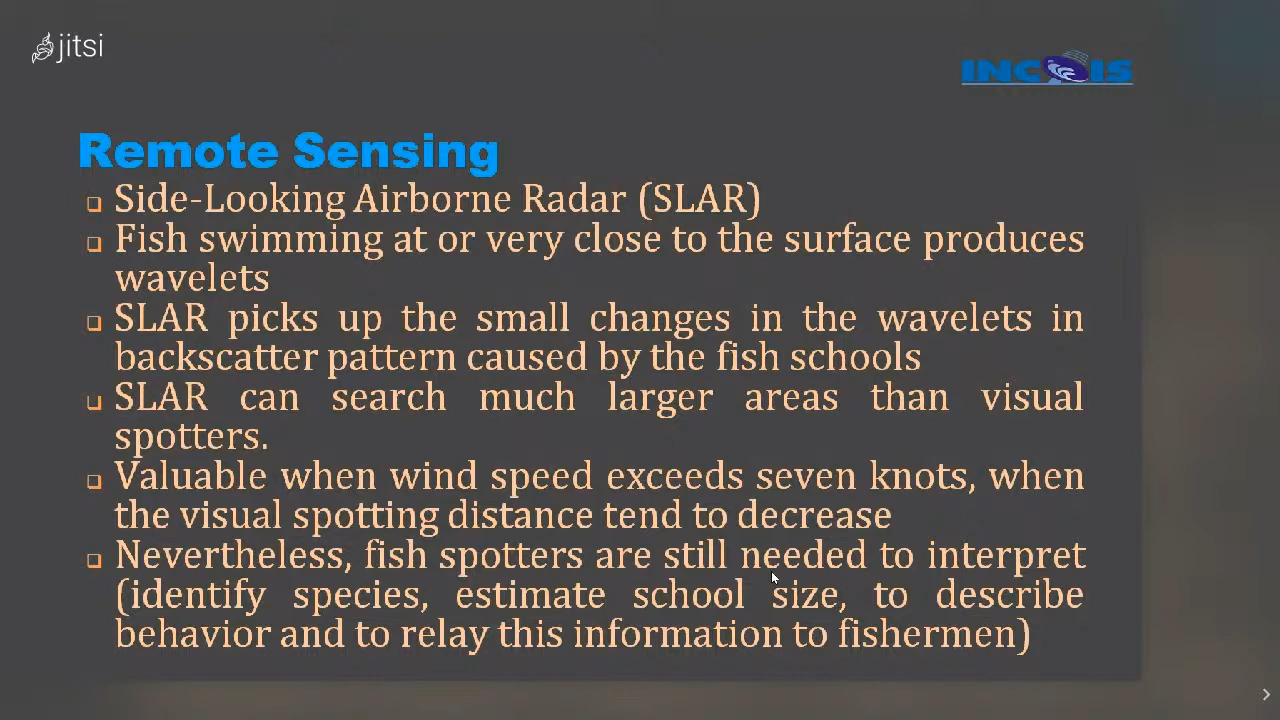 jitsi
INCOIS
Remote Sensing
Side-Looking Airborne Radar (SLAR)
Fish swimming at or very close to the surface produces
wavelets
SLAR picks up the small changes in the wavelets in
backscatter pattern caused by the fish schools
SLAR can search much larger areas than visual
spotters.
Valuable when wind speed exceeds seven knots, when
the visual spotting distance tend to decrease
Nevertheless, fish spotters are still needed to interpret
(identify species, estimate school size, to describe
behavior and to relay this information to fishermen)